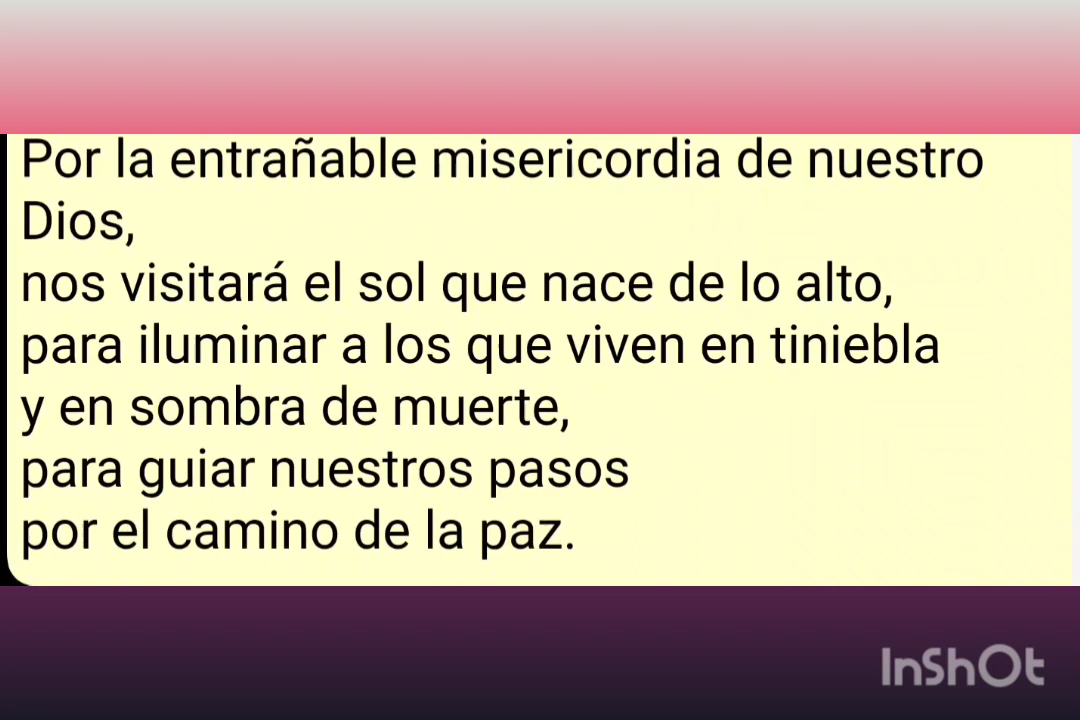 Por la entrañable misericordia de nuestro
Dios,
nos visitará el sol que nace de lo alto,
para iluminar a los que viven en tiniebla
y en sombra de muerte,
para guiar nuestros pasos
por el camino de la paz.
InShOt